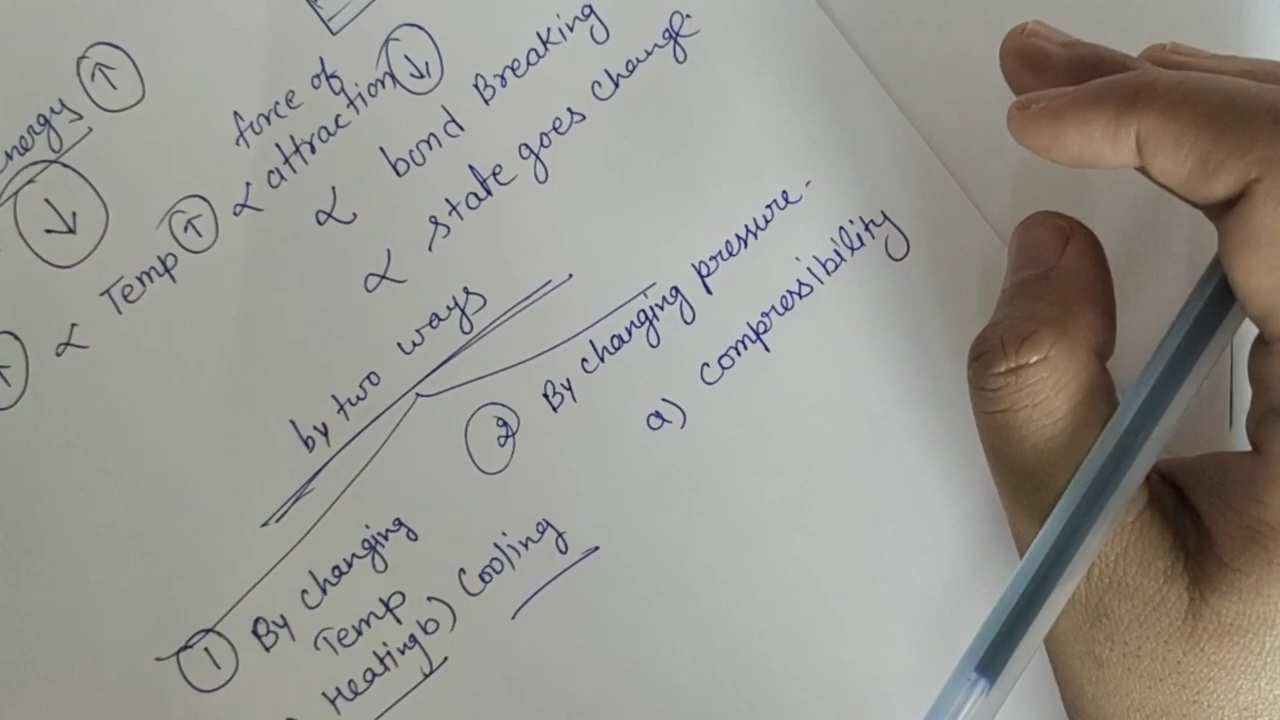 nergy ↑
↓
↑ ∝ Temp ↑ ∝ force of attraction ↓
∝ bond Breaking
∝ state goes change.
by two ways
① By changing
Temp
Heating b) Cooling
② By changing pressure.
a) compressibility